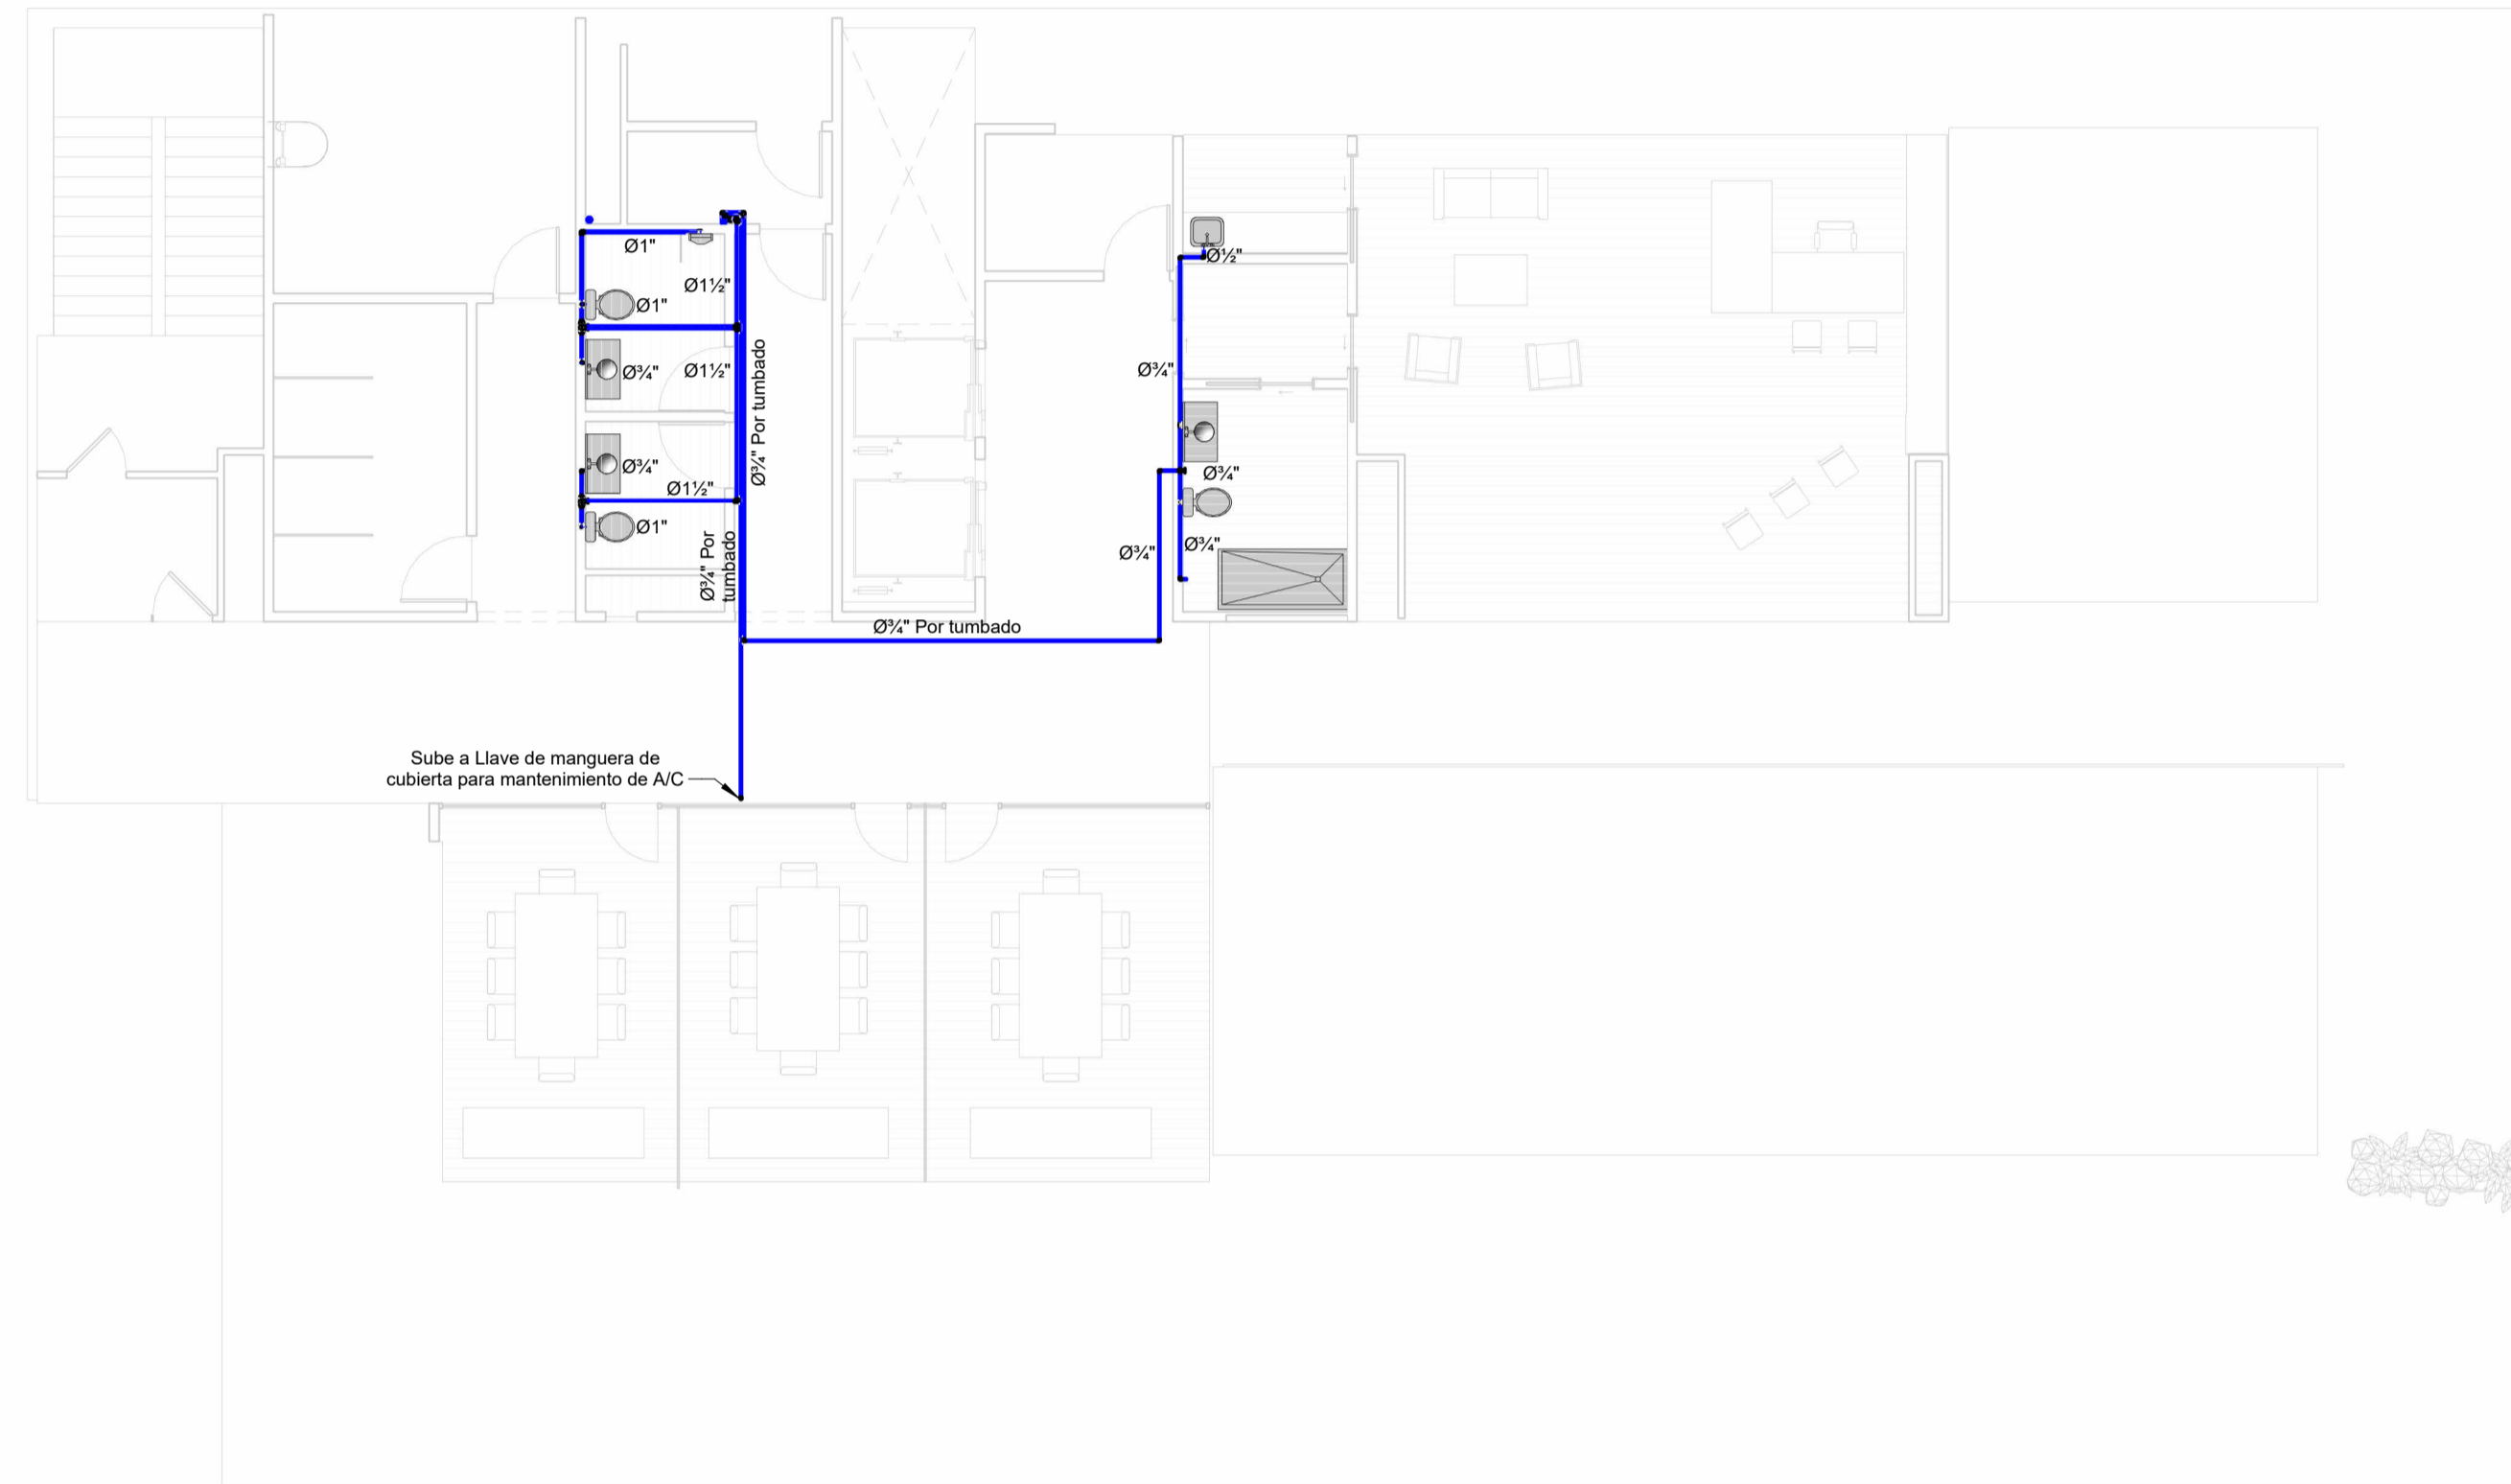 Ø1"
Ø½"
Ø1½"
Ø1"
Ø¾"
Ø1½"
Ø¾"
Ø¾" Por tumbado
Ø¾"
Ø1½"
Ø¾"
Ø1"
Ø¾" Por
tumbado
Ø¾"
Ø¾"
Ø¾" Por tumbado
Sube a Llave de manguera de
cubierta para mantenimiento de A/C